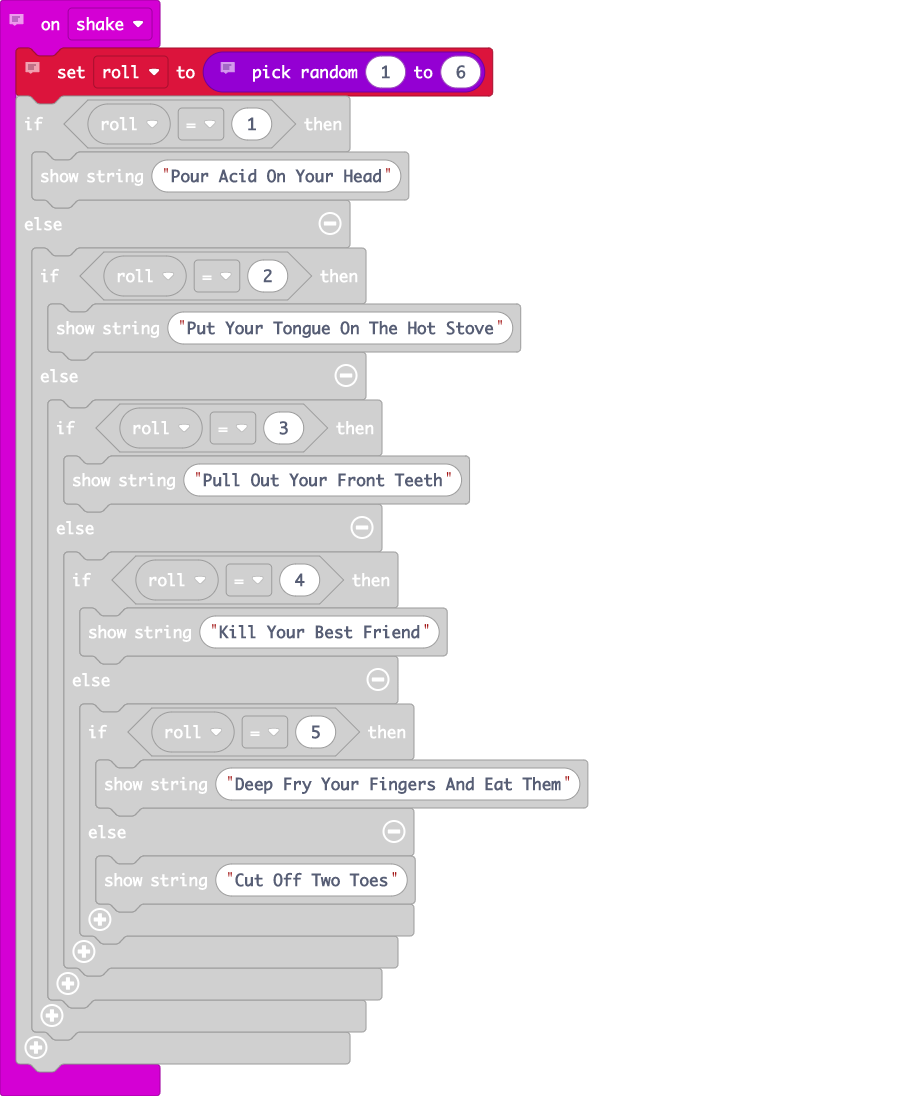 on shake
set roll to pick random 1 to 6
if roll = 1 then
show string "Pour Acid On Your Head"
else
if roll = 2 then
show string "Put Your Tongue On The Hot Stove"
else
if roll = 3 then
show string "Pull Out Your Front Teeth"
else
if roll = 4 then
show string "Kill Your Best Friend"
else
if roll = 5 then
show string "Deep Fry Your Fingers And Eat Them"
else
show string "Cut Off Two Toes"